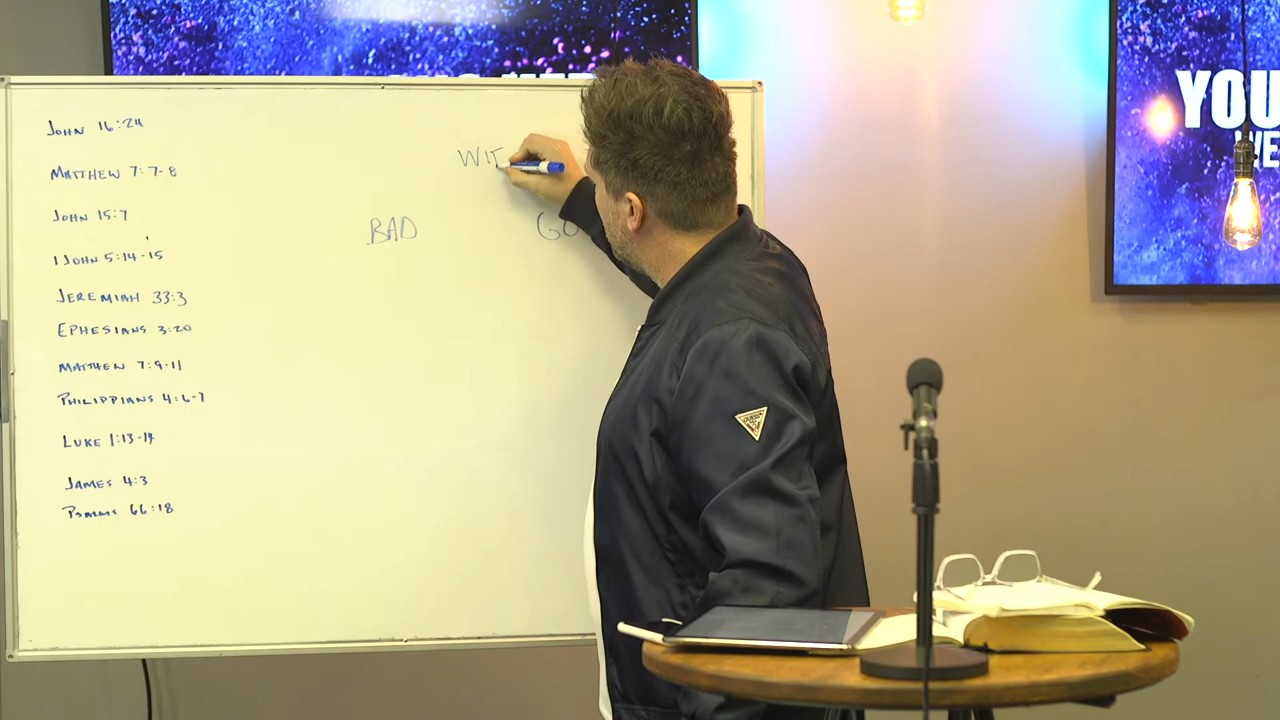 JOHN 16:24
MATTHEW 7:7-8
JOHN 15:7
1 JOHN 5:14-15
JEREMIAH 33:3
EPHESIANS 3:20
MATTHEW 7:9-11
PHILIPPIANS 4:6-7
LUKE 1:13-14
JAMES 4:3
PSALMS 66:18
WIT
BAD
GO
YOU
WE